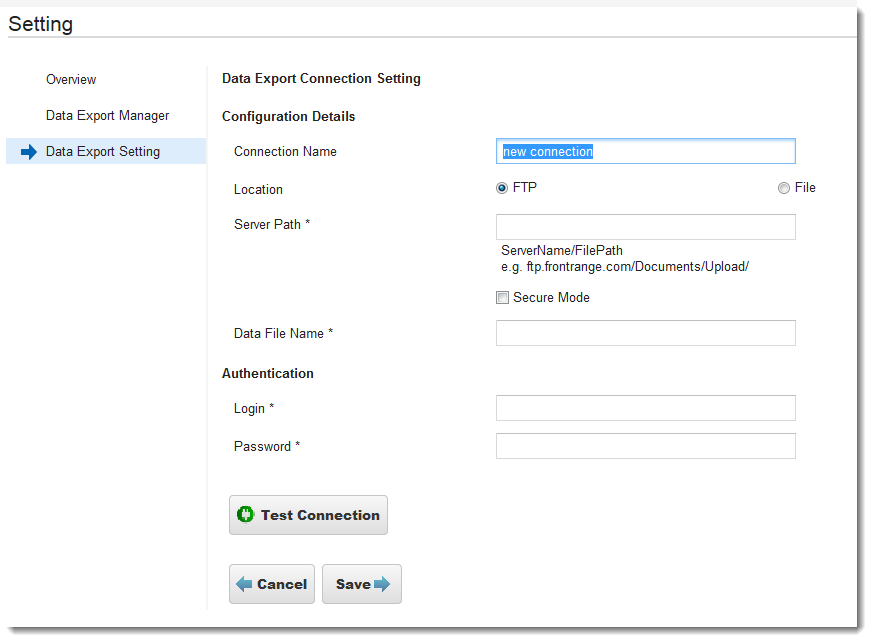 Setting
Overview
Data Export Manager
Data Export Setting
Data Export Connection Setting
Configuration Details
Connection Name
new connection
Location
FTP
File
Server Path *
ServerName/FilePath
e.g. ftp.frontrange.com/Documents/Upload/
Secure Mode
Data File Name *
Authentication
Login *
Password *
Test Connection
Cancel
Save